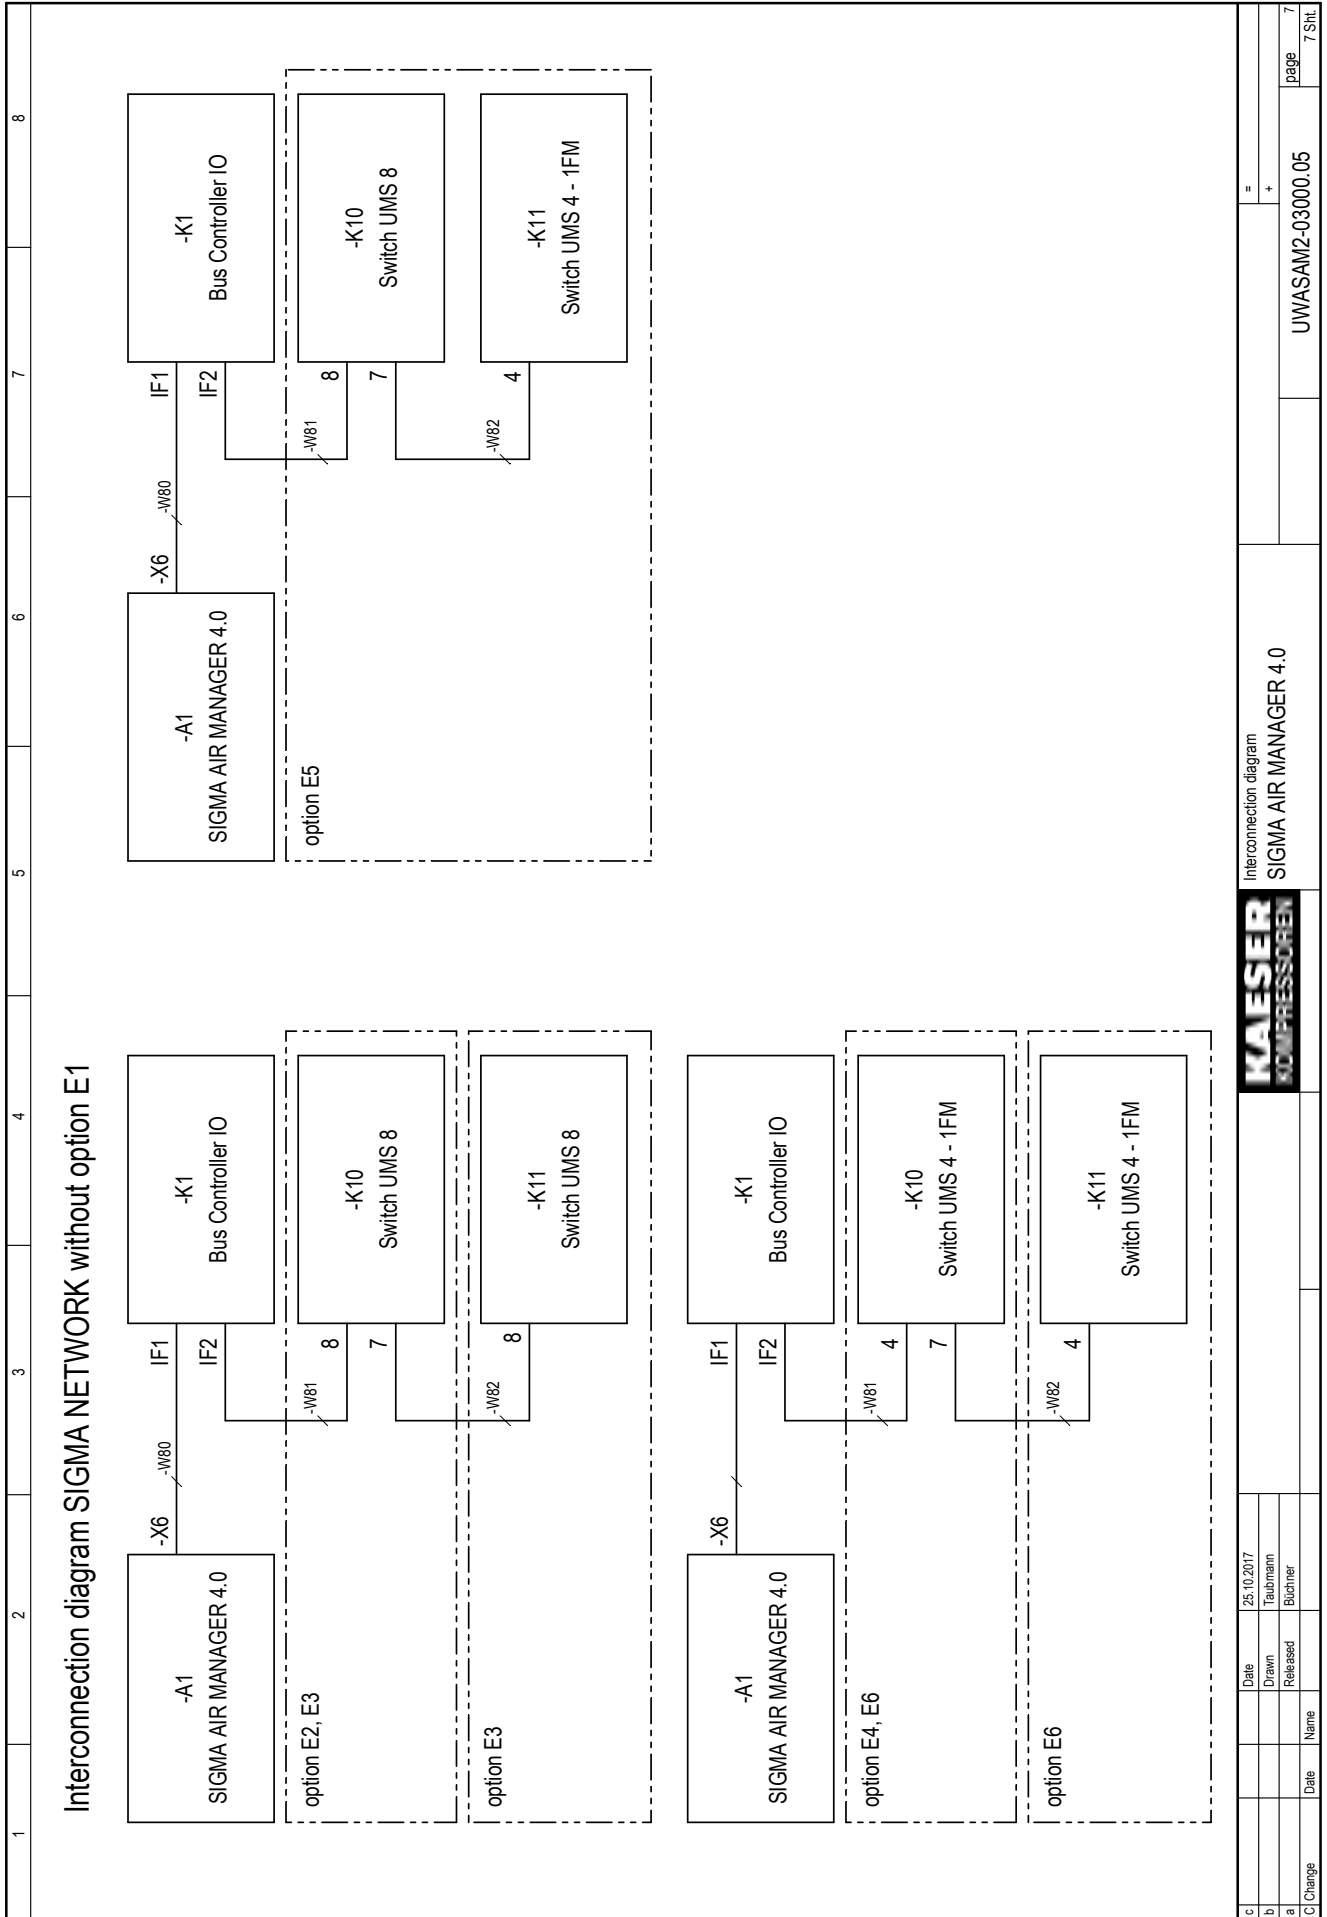 1 2 3 4 5 6 7 8
Interconnection diagram SIGMA NETWORK without option E1
-A1
SIGMA AIR MANAGER 4.0
-X6
-W80
IF1
IF2
-K1
Bus Controller IO
option E2, E3
-W81
8
7
-K10
Switch UMS 8
option E3
-W82
8
-K11
Switch UMS 8
-A1
SIGMA AIR MANAGER 4.0
-X6
-W80
IF1
IF2
-K1
Bus Controller IO
option E5
-W81
8
7
-K10
Switch UMS 8
-W82
4
-K11
Switch UMS 4 - 1FM
-A1
SIGMA AIR MANAGER 4.0
-X6
IF1
IF2
-K1
Bus Controller IO
option E4, E6
-W81
4
7
-K10
Switch UMS 4 - 1FM
option E6
-W82
4
-K11
Switch UMS 4 - 1FM
c
b
a
C Change Date Name
Date 25.10.2017
Drawn Taubmann
Released Büchner
KAESER
KOMPRESSOREN
Interconnection diagram
SIGMA AIR MANAGER 4.0
=
+
UWASAM2-03000.05
page 7
7 Sht.